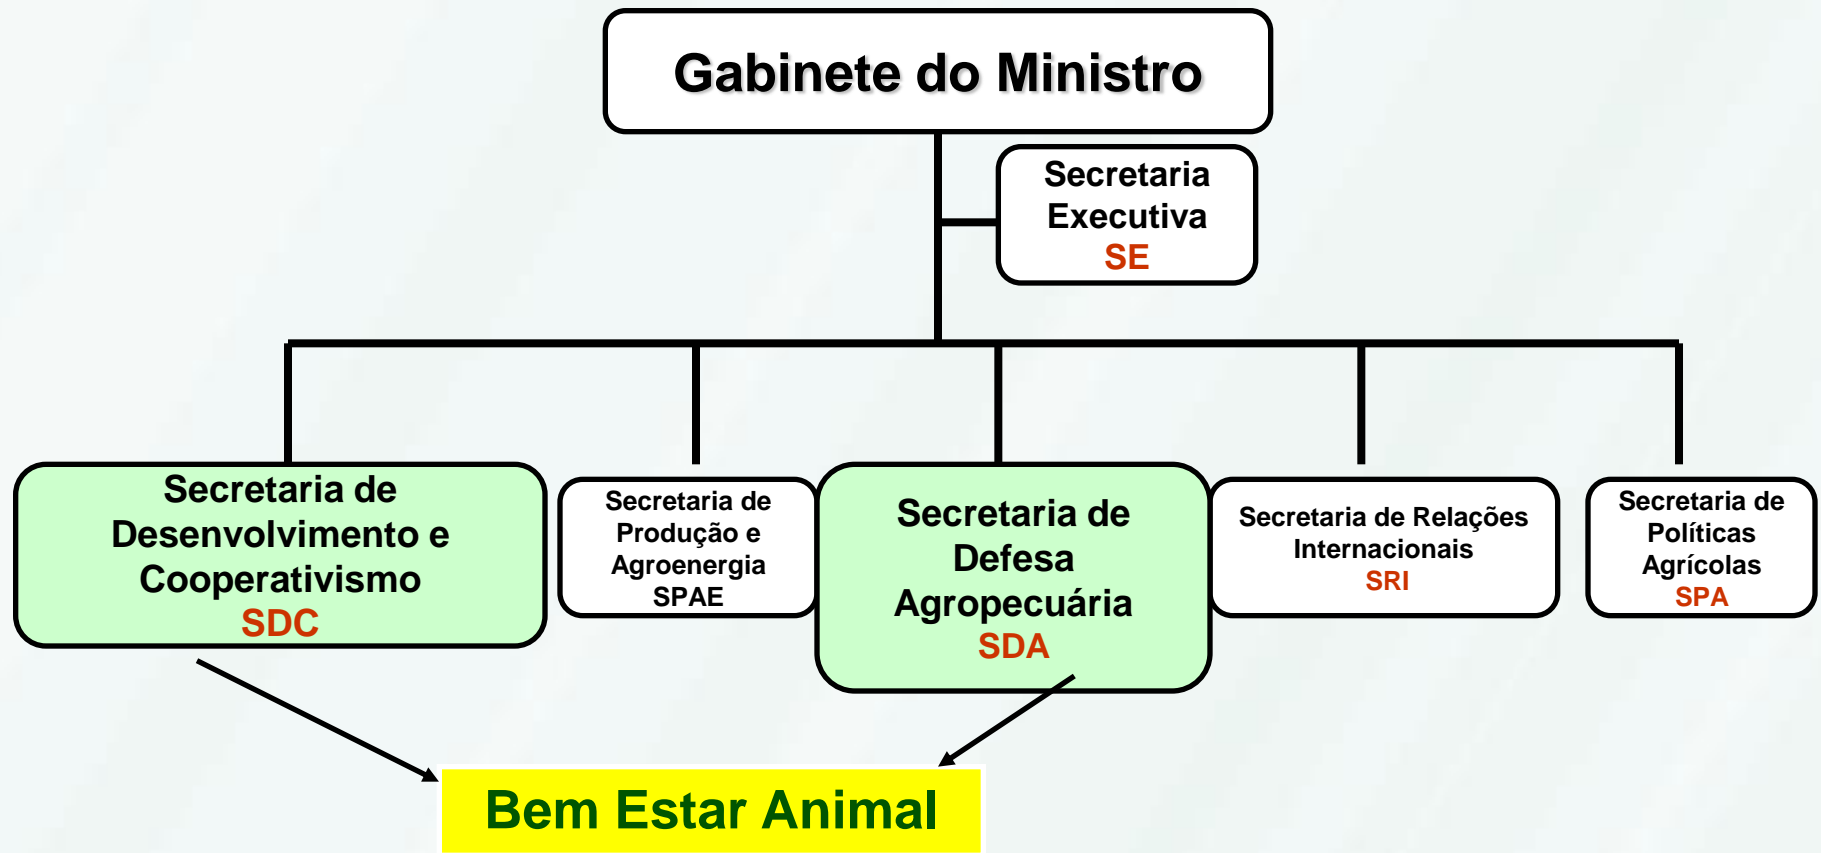 Gabinete do Ministro
Secretaria
Executiva
SE
Secretaria de
Desenvolvimento e
Cooperativismo
SDC
Secretaria de
Produção e
Agroenergia
SPAE
Secretaria de
Defesa
Agropecuária
SDA
Secretaria de Relações
Internacionais
SRI
Secretaria de
Políticas
Agrícolas
SPA
Bem Estar Animal